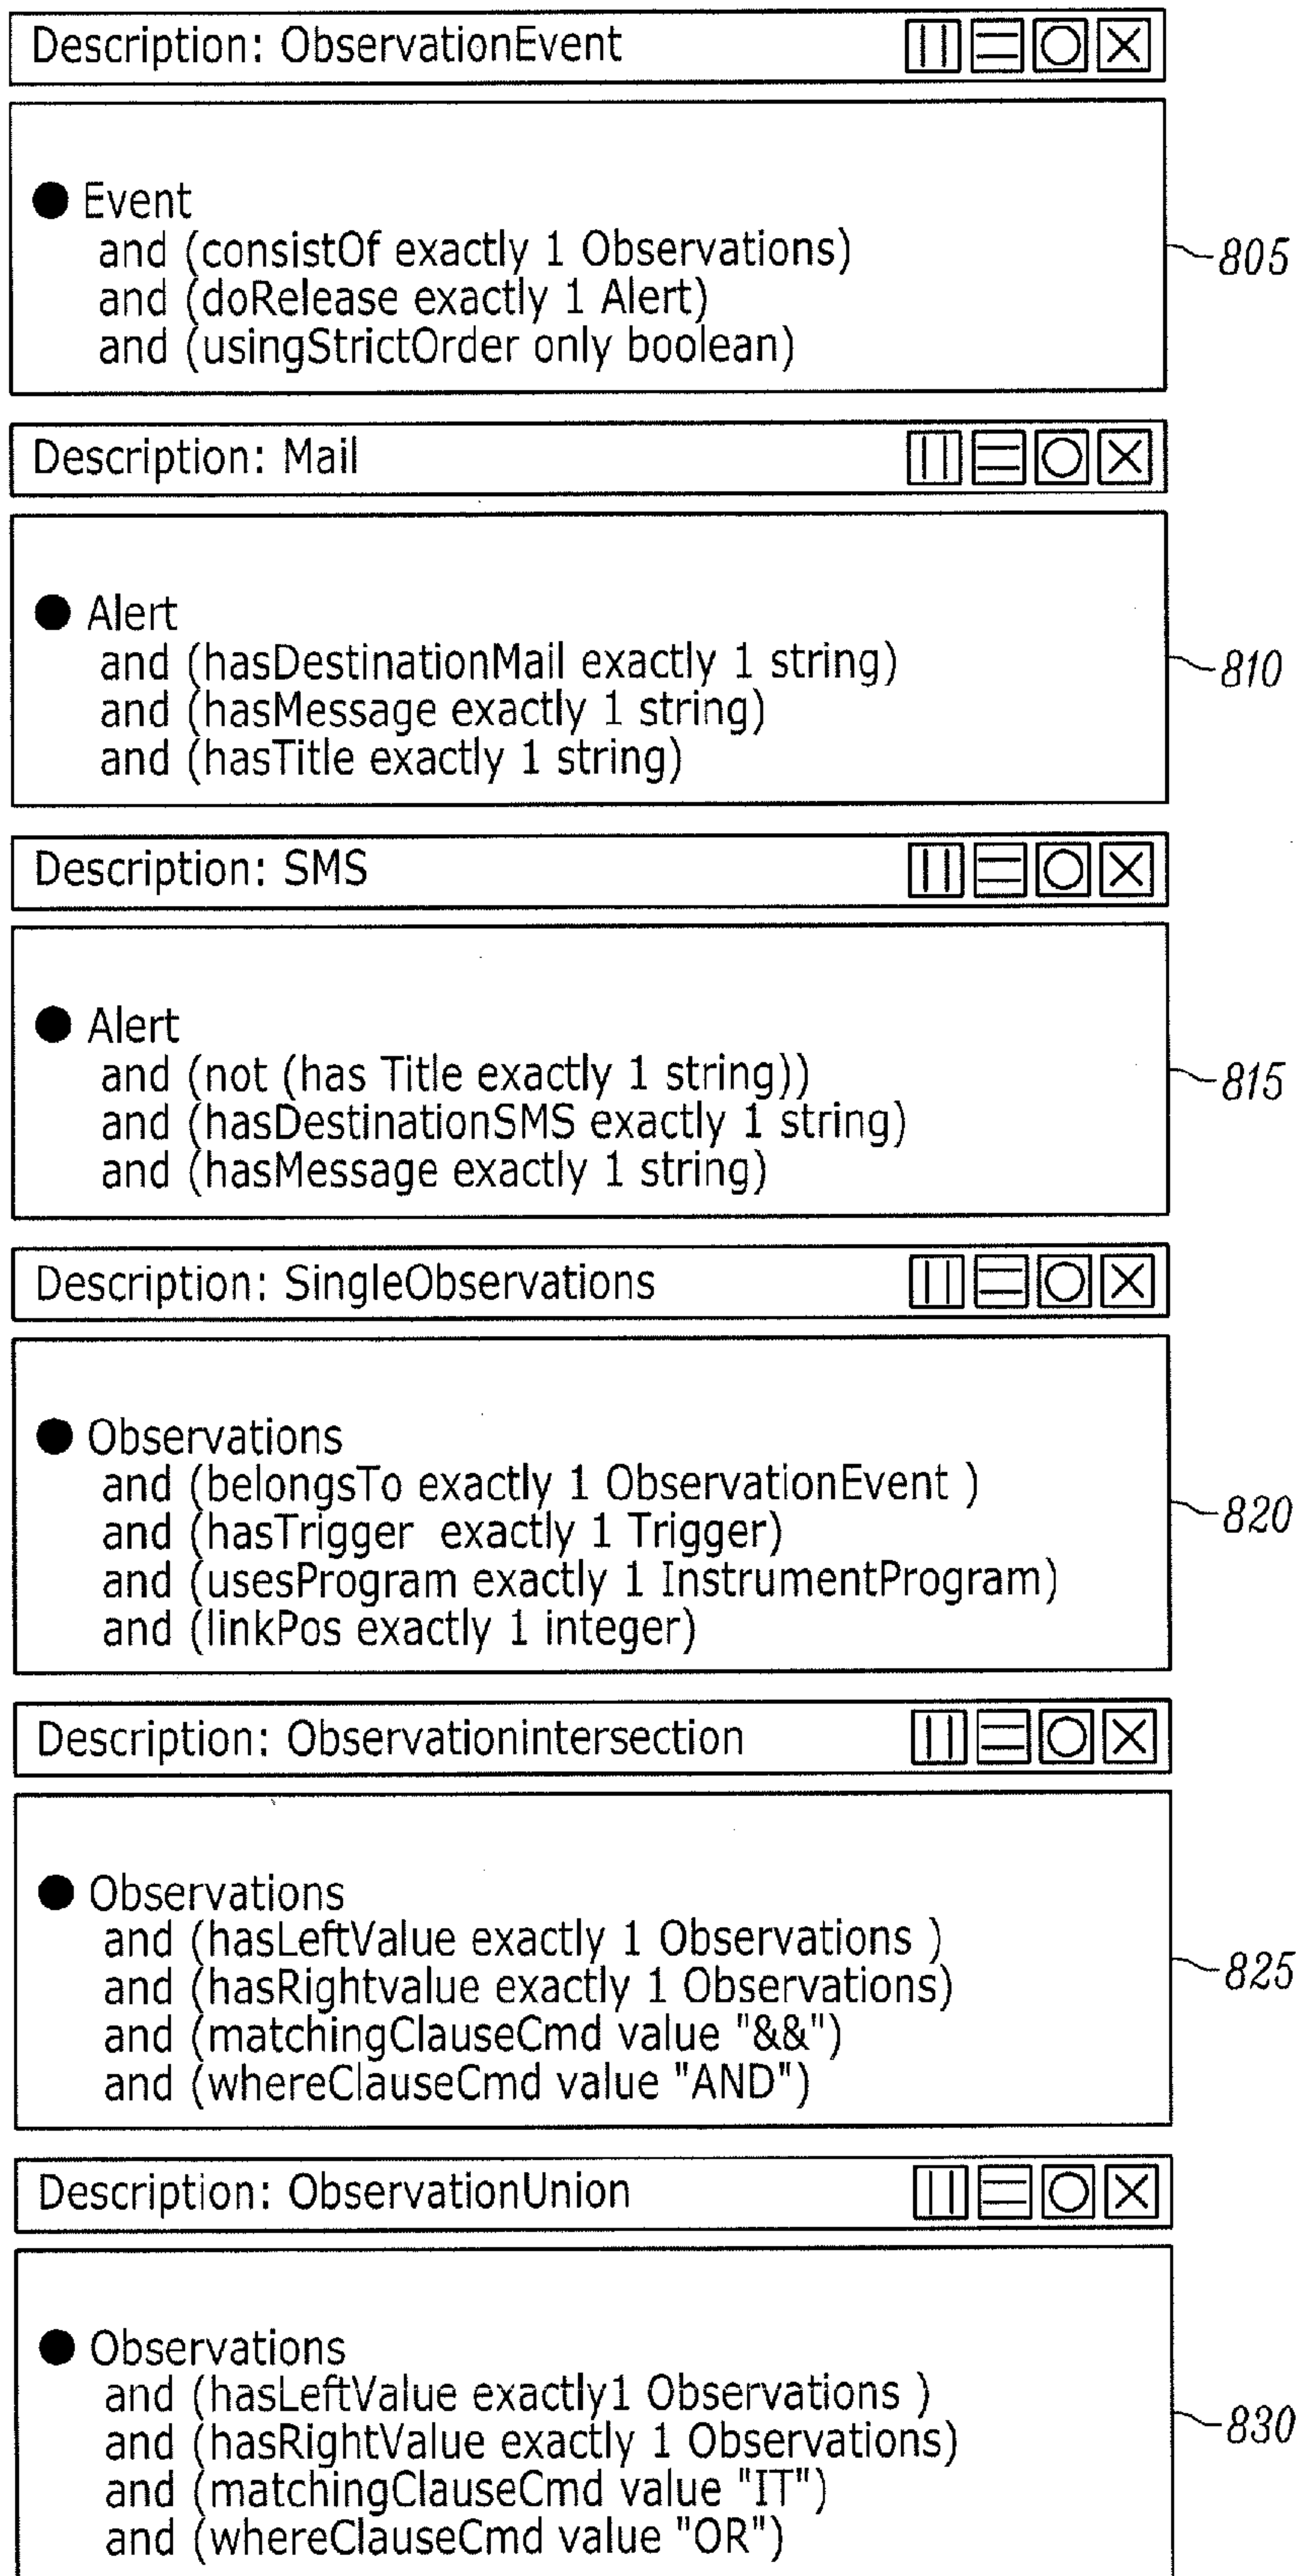 Description: ObservationEvent
● Event
and (consistOf exactly 1 Observations)
and (doRelease exactly 1 Alert)
and (usingStrictOrder only boolean)
805
Description: Mail
● Alert
and (hasDestinationMail exactly 1 string)
and (hasMessage exactly 1 string)
and (hasTitle exactly 1 string)
810
Description: SMS
● Alert
and (not (has Title exactly 1 string))
and (hasDestinationSMS exactly 1 string)
and (hasMessage exactly 1 string)
815
Description: SingleObservations
● Observations
and (belongsTo exactly 1 ObservationEvent )
and (hasTrigger exactly 1 Trigger)
and (usesProgram exactly 1 InstrumentProgram)
and (linkPos exactly 1 integer)
820
Description: Observationintersection
● Observations
and (hasLeftValue exactly 1 Observations )
and (hasRightvalue exactly 1 Observations)
and (matchingClauseCmd value "&&")
and (whereClauseCmd value "AND")
825
Description: ObservationUnion
● Observations
and (hasLeftValue exactly1 Observations )
and (hasRightValue exactly 1 Observations)
and (matchingClauseCmd value "IT")
and (whereClauseCmd value "OR")
830